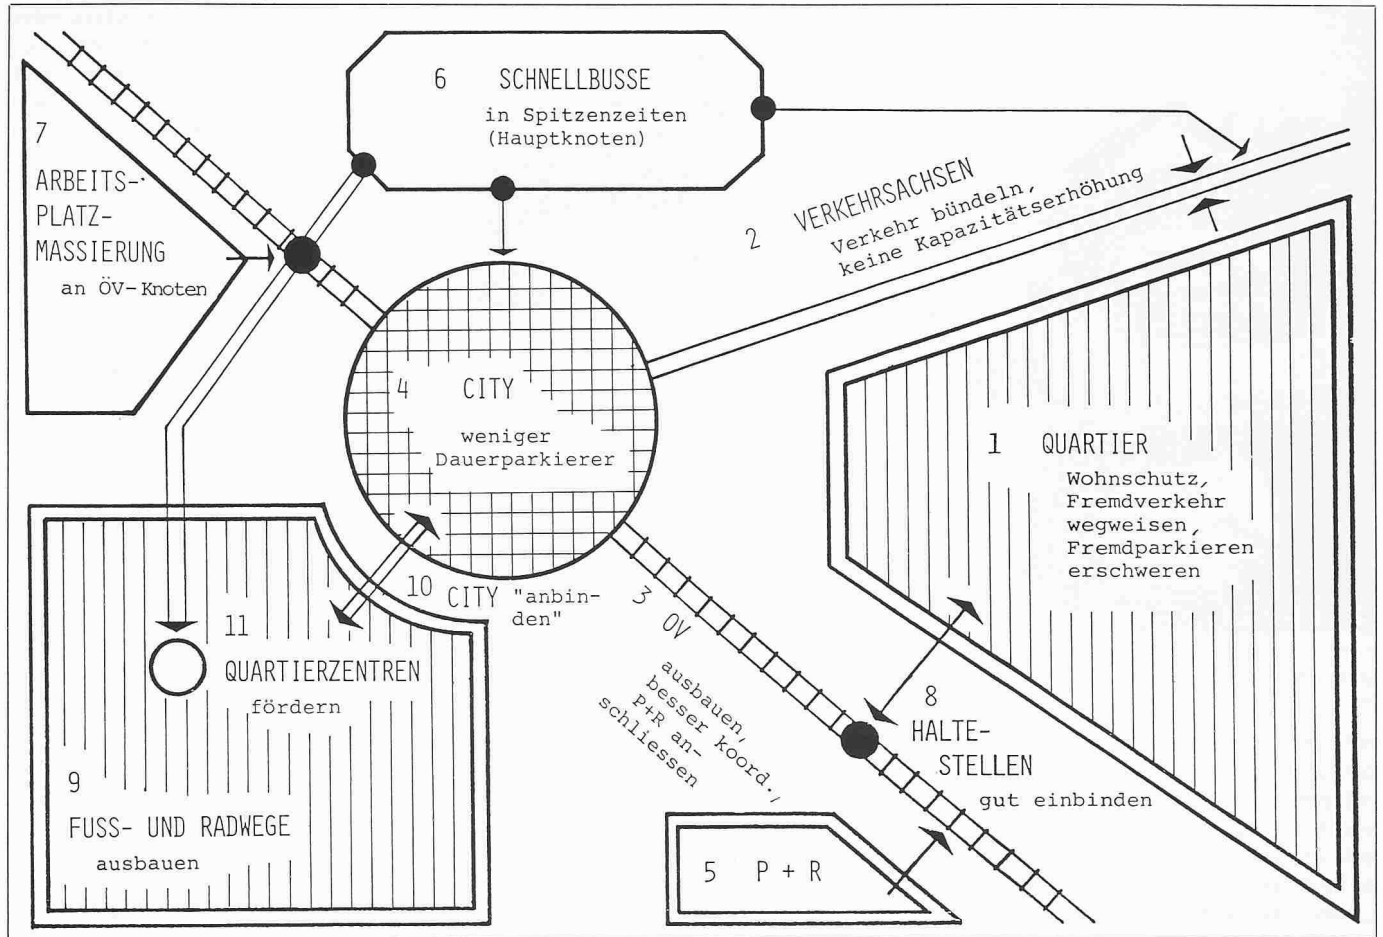 6 SCHNELLBUSSE
in Spitzenzeiten
(Hauptknoten)
7
ARBEITS-
PLATZ-
MASSIERUNG
an ÖV-Knoten
2 VERKEHRSACHSEN
Verkehr bündeln,
keine Kapazitätserhöhung
4 CITY
weniger
Dauerparkierer
1 QUARTIER
Wohnschutz,
Fremdverkehr
wegweisen,
Fremdparkieren
erschweren
10 CITY "anbin-
den"
3 ÖV
ausbauen,
besser koord.,
P+R an-
schliessen
11
QUARTIERZENTREN
fördern
8
HALTE-
STELLEN
gut einbinden
9
FUSS- UND RADWEGE
ausbauen
5 P + R